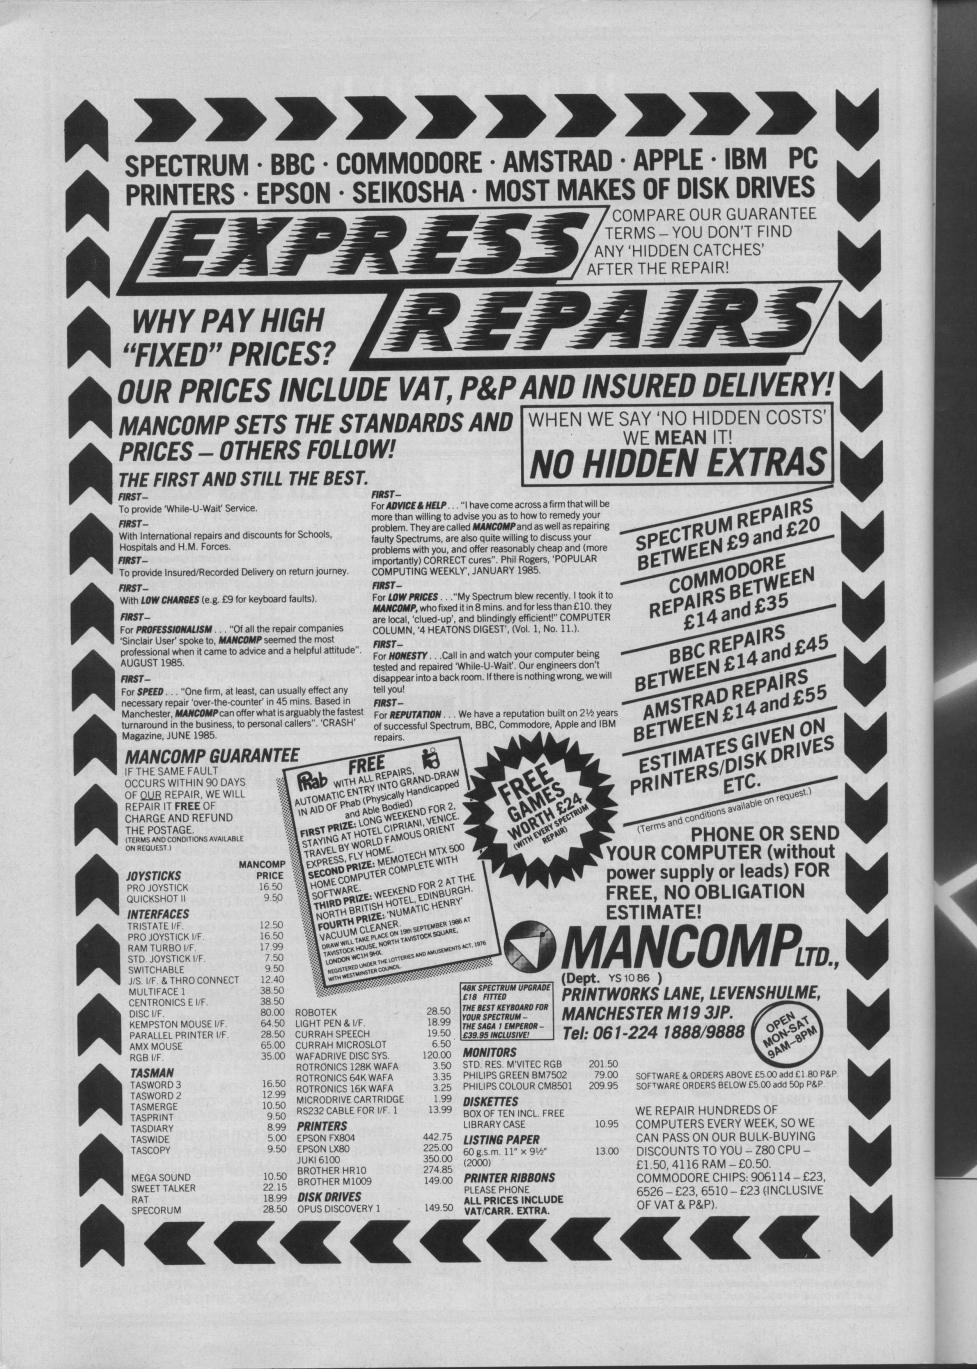 SPECTRUM · BBC · COMMODORE · AMSTRAD · APPLE · IBM PC
PRINTERS · EPSON · SEIKOSHA · MOST MAKES OF DISK DRIVES
EXPRESS
REPAIRS
COMPARE OUR GUARANTEE
TERMS – YOU DON'T FIND
ANY 'HIDDEN CATCHES'
AFTER THE REPAIR!
WHY PAY HIGH
"FIXED" PRICES?
OUR PRICES INCLUDE VAT, P&P AND INSURED DELIVERY!
MANCOMP SETS THE STANDARDS AND
PRICES – OTHERS FOLLOW!
WHEN WE SAY 'NO HIDDEN COSTS'
WE MEAN IT!
NO HIDDEN EXTRAS
THE FIRST AND STILL THE BEST.
FIRST–
To provide 'While-U-Wait' Service.
FIRST–
With International repairs and discounts for Schools,
Hospitals and H.M. Forces.
FIRST–
To provide Insured/Recorded Delivery on return journey.
FIRST–
With LOW CHARGES (e.g. £9 for keyboard faults).
FIRST–
For PROFESSIONALISM . . . "Of all the repair companies
'Sinclair User' spoke to, MANCOMP seemed the most
professional when it came to advice and a helpful attitude".
AUGUST 1985.
FIRST–
For SPEED . . . "One firm, at least, can usually effect any
necessary repair 'over-the-counter' in 45 mins. Based in
Manchester, MANCOMP can offer what is arguably the fastest
turnaround in the business, to personal callers". 'CRASH'
Magazine, JUNE 1985.
FIRST–
For ADVICE & HELP . . . "I have come across a firm that will be
more than willing to advise you as to how to remedy your
problem. They are called MANCOMP and as well as repairing
faulty Spectrums, are also quite willing to discuss your
problems with you, and offer reasonably cheap and (more
importantly) CORRECT cures". Phil Rogers, 'POPULAR
COMPUTING WEEKLY', JANUARY 1985.
FIRST–
For LOW PRICES . . ."My Spectrum blew recently. I took it to
MANCOMP, who fixed it in 8 mins. and for less than £10. they
are local, 'clued-up', and blindingly efficient!" COMPUTER
COLUMN, '4 HEATONS DIGEST', (Vol. 1, No. 11.).
FIRST–
For HONESTY . . .Call in and watch your computer being
tested and repaired 'While-U-Wait'. Our engineers don't
disappear into a back room. If there is nothing wrong, we will
tell you!
FIRST–
For REPUTATION . . . We have a reputation built on 2½ years
of successful Spectrum, BBC, Commodore, Apple and IBM
repairs.
SPECTRUM REPAIRS
BETWEEN £9 and £20
COMMODORE
REPAIRS BETWEEN
£14 and £35
BBC REPAIRS
BETWEEN £14 and £45
AMSTRAD REPAIRS
BETWEEN £14 and £55
ESTIMATES GIVEN ON
PRINTERS/DISK DRIVES
ETC.
(Terms and conditions available on request.)
MANCOMP GUARANTEE
IF THE SAME FAULT
OCCURS WITHIN 90 DAYS
OF OUR REPAIR, WE WILL
REPAIR IT FREE OF
CHARGE AND REFUND
THE POSTAGE.
(TERMS AND CONDITIONS AVAILABLE
ON REQUEST.)
Phab
FREE
WITH ALL REPAIRS,
AUTOMATIC ENTRY INTO GRAND-DRAW
IN AID OF Phab (Physically Handicapped
and Able Bodied)
FIRST PRIZE: LONG WEEKEND FOR 2,
STAYING AT HOTEL CIPRIANI, VENICE.
TRAVEL BY WORLD FAMOUS ORIENT
EXPRESS, FLY HOME.
SECOND PRIZE: MEMOTECH MTX 500
HOME COMPUTER COMPLETE WITH
SOFTWARE.
THIRD PRIZE: WEEKEND FOR 2 AT THE
NORTH BRITISH HOTEL, EDINBURGH.
FOURTH PRIZE: 'NUMATIC HENRY'
VACUUM CLEANER.
DRAW WILL TAKE PLACE ON 19th SEPTEMBER 1986 AT
TAVISTOCK HOUSE, NORTH TAVISTOCK SQUARE,
LONDON WC1H 9HX.
REGISTERED UNDER THE LOTTERIES AND AMUSEMENTS ACT, 1976
WITH WESTMINSTER COUNCIL.
FREE
GAMES
WORTH £24
(WITH EVERY SPECTRUM
REPAIR)
PHONE OR SEND
YOUR COMPUTER (without
power supply or leads) FOR
FREE, NO OBLIGATION
ESTIMATE!
MANCOMP LTD.,
(Dept. YS 10 86 )
PRINTWORKS LANE, LEVENSHULME,
MANCHESTER M19 3JP.
Tel: 061-224 1888/9888
OPEN
MON-SAT
9AM–8PM
48K SPECTRUM UPGRADE
£18 FITTED
THE BEST KEYBOARD FOR
YOUR SPECTRUM –
THE SAGA 1 EMPEROR –
£39.95 INCLUSIVE!
MANCOMP
JOYSTICKS PRICE
PRO JOYSTICK 16.50
QUICKSHOT II 9.50
INTERFACES
TRISTATE I/F. 12.50
PRO JOYSTICK I/F. 16.50
RAM TURBO I/F. 17.99
STD. JOYSTICK I/F. 7.50
SWITCHABLE 9.50
J/S. I/F. & THRO CONNECT 12.40
MULTIFACE 1 38.50
CENTRONICS E I/F. 38.50
DISC I/F. 80.00
KEMPSTON MOUSE I/F. 64.50
PARALLEL PRINTER I/F. 28.50
AMX MOUSE 65.00
RGB I/F. 35.00
TASMAN
TASWORD 3 16.50
TASWORD 2 12.99
TASMERGE 10.50
TASPRINT 9.50
TASDIARY 8.99
TASWIDE 5.00
TASCOPY 9.50
MEGA SOUND 10.50
SWEET TALKER 22.15
RAT 18.99
SPECORUM 28.50
ROBOTEK 28.50
LIGHT PEN & I/F. 18.99
CURRAH SPEECH 19.50
CURRAH MICROSLOT 6.50
WAFADRIVE DISC SYS. 120.00
ROTRONICS 128K WAFA 3.50
ROTRONICS 64K WAFA 3.35
ROTRONICS 16K WAFA 3.25
MICRODRIVE CARTRIDGE 1.99
RS232 CABLE FOR I/F. 1 13.99
PRINTERS
EPSON FX804 442.75
EPSON LX80 225.00
JUKI 6100 350.00
BROTHER HR10 274.85
BROTHER M1009 149.00
DISK DRIVES
OPUS DISCOVERY 1 149.50
MONITORS
STD. RES. M'VITEC RGB 201.50
PHILIPS GREEN BM7502 79.00
PHILIPS COLOUR CM8501 209.95
DISKETTES
BOX OF TEN INCL. FREE
LIBRARY CASE 10.95
LISTING PAPER
60 g.s.m. 11" × 9½" 13.00
(2000)
PRINTER RIBBONS
PLEASE PHONE
ALL PRICES INCLUDE
VAT/CARR. EXTRA.
SOFTWARE & ORDERS ABOVE £5.00 add £1.80 P&P.
SOFTWARE ORDERS BELOW £5.00 add 50p P&P.
WE REPAIR HUNDREDS OF
COMPUTERS EVERY WEEK, SO WE
CAN PASS ON OUR BULK-BUYING
DISCOUNTS TO YOU – Z80 CPU –
£1.50, 4116 RAM – £0.50.
COMMODORE CHIPS: 906114 – £23,
6526 – £23, 6510 – £23 (INCLUSIVE
OF VAT & P&P).